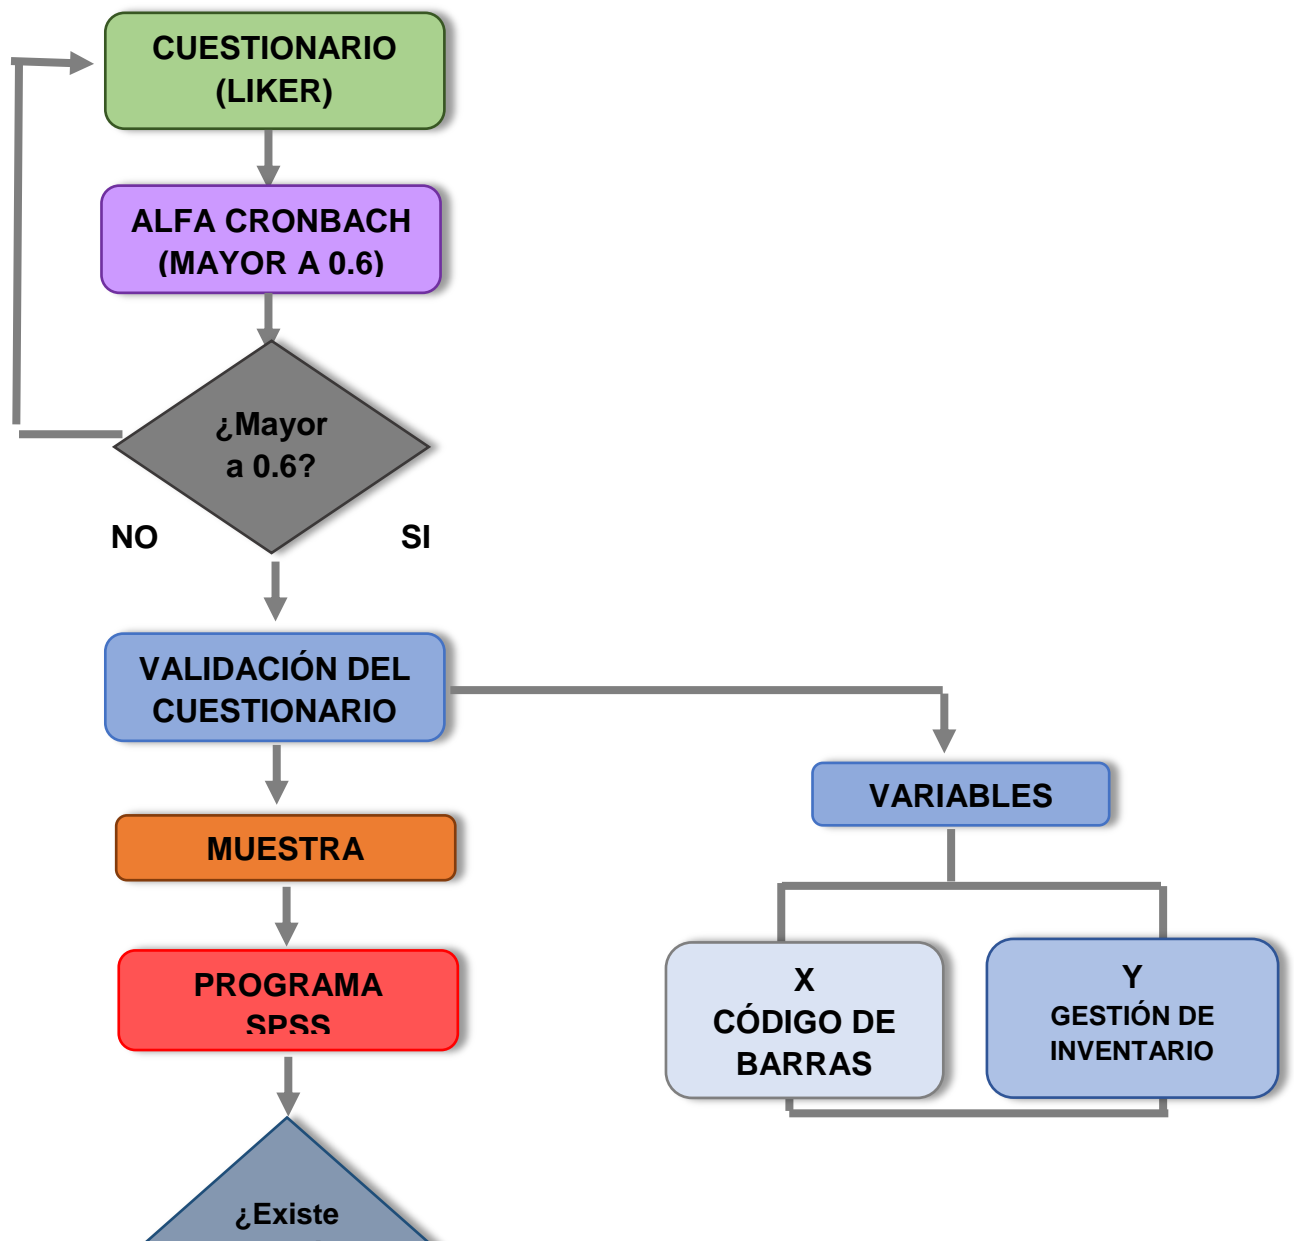 CUESTIONARIO
(LIKER)
ALFA CRONBACH
(MAYOR A 0.6)
¿Mayor
a 0.6?
NO
SI
VALIDACIÓN DEL
CUESTIONARIO
VARIABLES
MUESTRA
PROGRAMA
SPSS
X
CÓDIGO DE
BARRAS
Y
GESTIÓN DE
INVENTARIO
¿Existe